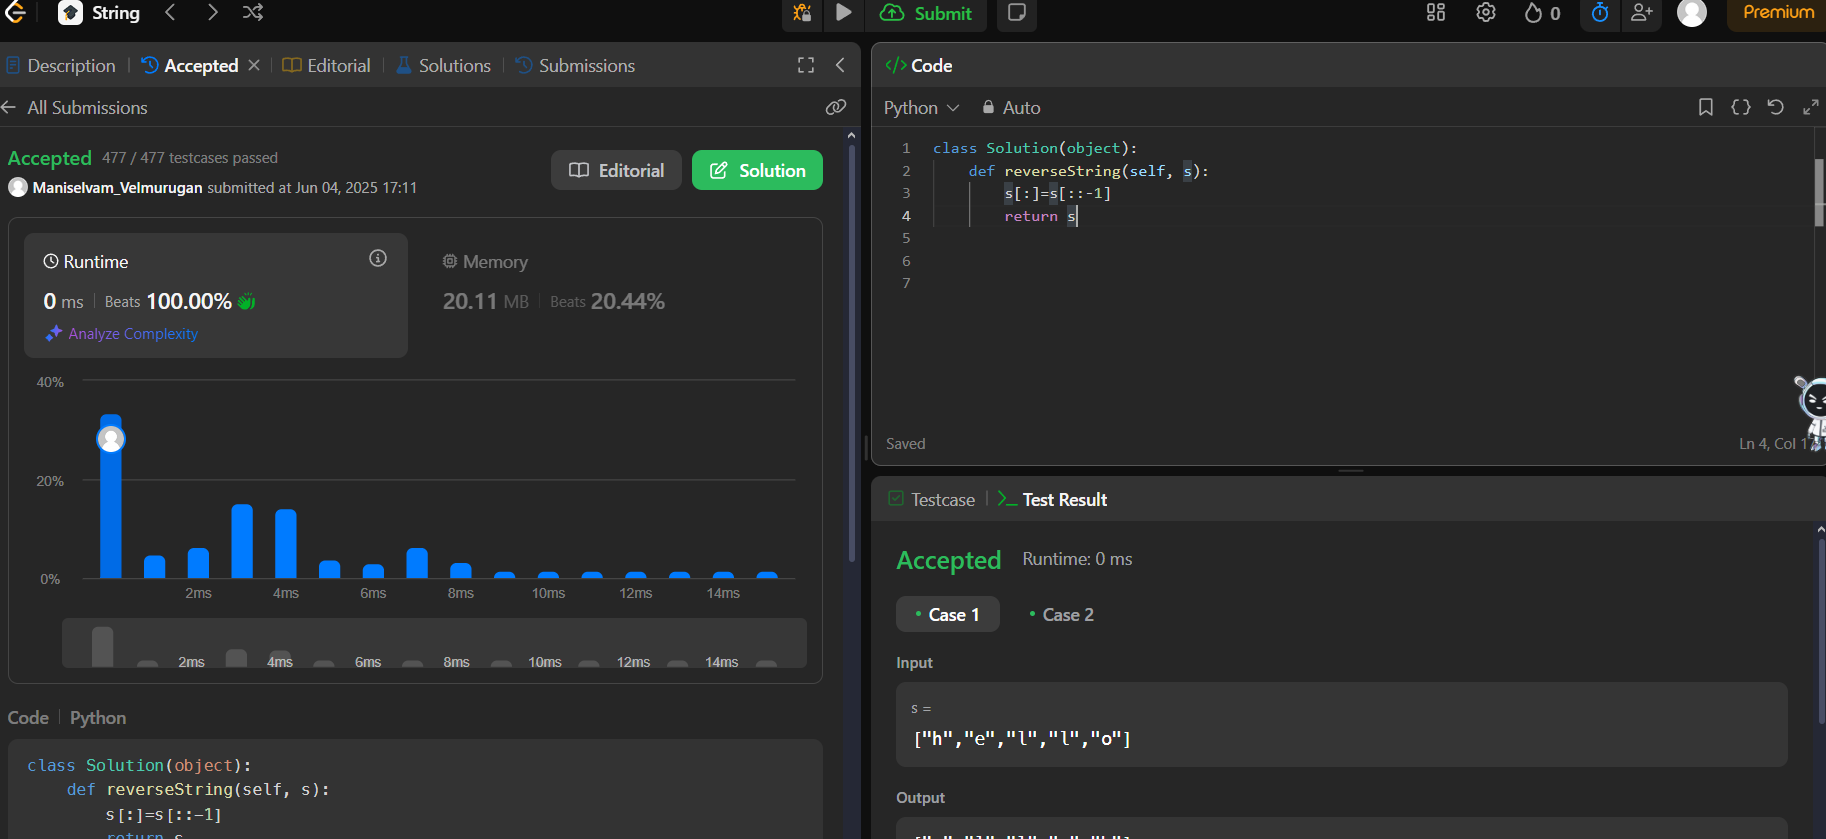 String
Submit
0
Premium
Description
Accepted
Editorial
Solutions
Submissions
All Submissions
Accepted 477 / 477 testcases passed
Maniselvam_Velmurugan submitted at Jun 04, 2025 17:11
Editorial
Solution
Runtime
0 ms Beats 100.00%
Analyze Complexity
Memory
20.11 MB Beats 20.44%
40%
20%
0%
2ms 4ms 6ms 8ms 10ms 12ms 14ms
2ms 4ms 6ms 8ms 10ms 12ms 14ms
Code Python
class Solution(object):
def reverseString(self, s):
s[:]=s[::-1]
return s
</> Code
Python Auto
1 class Solution(object):
2 def reverseString(self, s):
3 s[:]=s[::-1]
4 return s
5
6
7
Saved
Ln 4, Col
Testcase
Test Result
Accepted Runtime: 0 ms
Case 1
Case 2
Input
s =
["h","e","l","l","o"]
Output